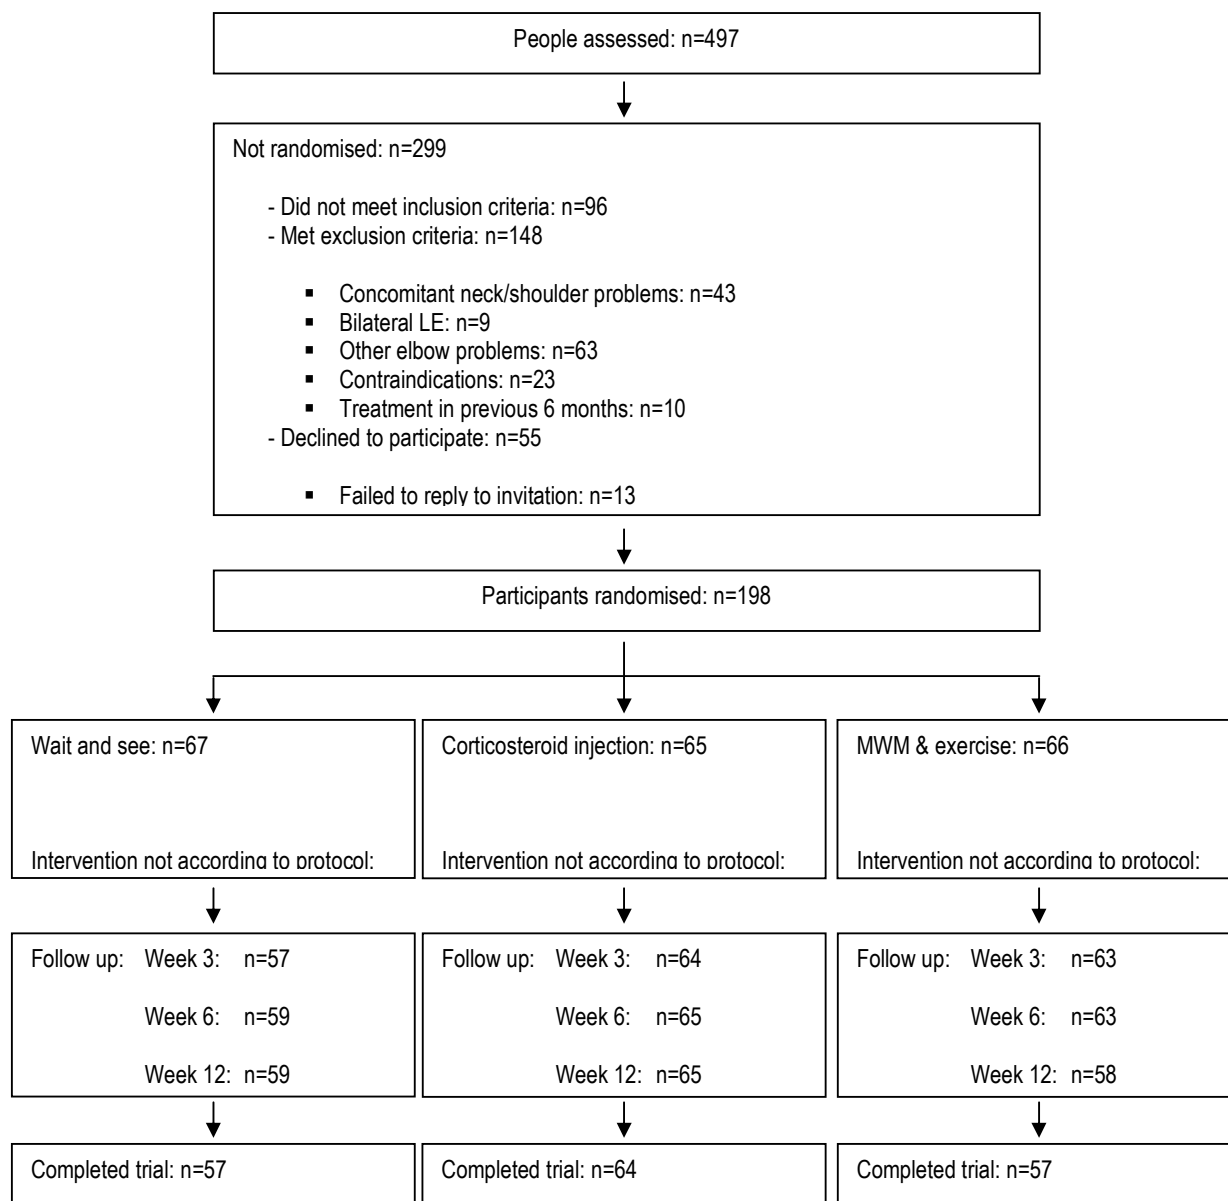 People assessed: n=497
Not randomised: n=299
- Did not meet inclusion criteria: n=96
- Met exclusion criteria: n=148
▪ Concomitant neck/shoulder problems: n=43
▪ Bilateral LE: n=9
▪ Other elbow problems: n=63
▪ Contraindications: n=23
▪ Treatment in previous 6 months: n=10
- Declined to participate: n=55
▪ Failed to reply to invitation: n=13
Participants randomised: n=198
Wait and see: n=67
Intervention not according to protocol:
Corticosteroid injection: n=65
Intervention not according to protocol:
MWM & exercise: n=66
Intervention not according to protocol:
Follow up: Week 3: n=57
Week 6: n=59
Week 12: n=59
Follow up: Week 3: n=64
Week 6: n=65
Week 12: n=65
Follow up: Week 3: n=63
Week 6: n=63
Week 12: n=58
Completed trial: n=57
Completed trial: n=64
Completed trial: n=57